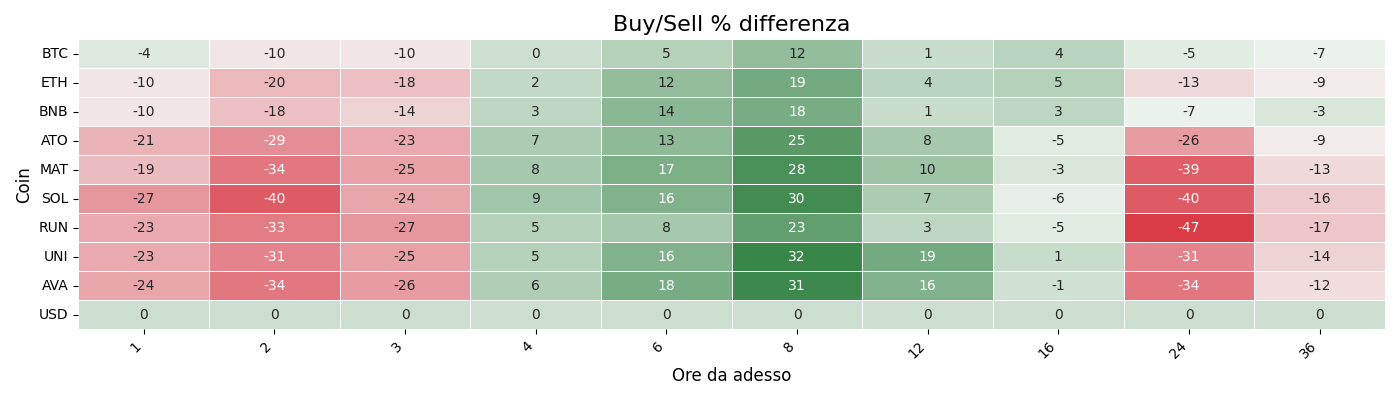 Buy/Sell % differenza
BTC -4 -10 -10 0 5 12 1 4 -5 -7
ETH -10 -20 -18 2 12 19 4 5 -13 -9
BNB -10 -18 -14 3 14 18 1 3 -7 -3
ATO -21 -29 -23 7 13 25 8 -5 -26 -9
MAT -19 -34 -25 8 17 28 10 -3 -39 -13
SOL -27 -40 -24 9 16 30 7 -6 -40 -16
RUN -23 -33 -27 5 8 23 3 -5 -47 -17
UNI -23 -31 -25 5 16 32 19 1 -31 -14
AVA -24 -34 -26 6 18 31 16 -1 -34 -12
USD 0 0 0 0 0 0 0 0 0 0
Coin
1 2 3 4 6 8 12 16 24 36
Ore da adesso